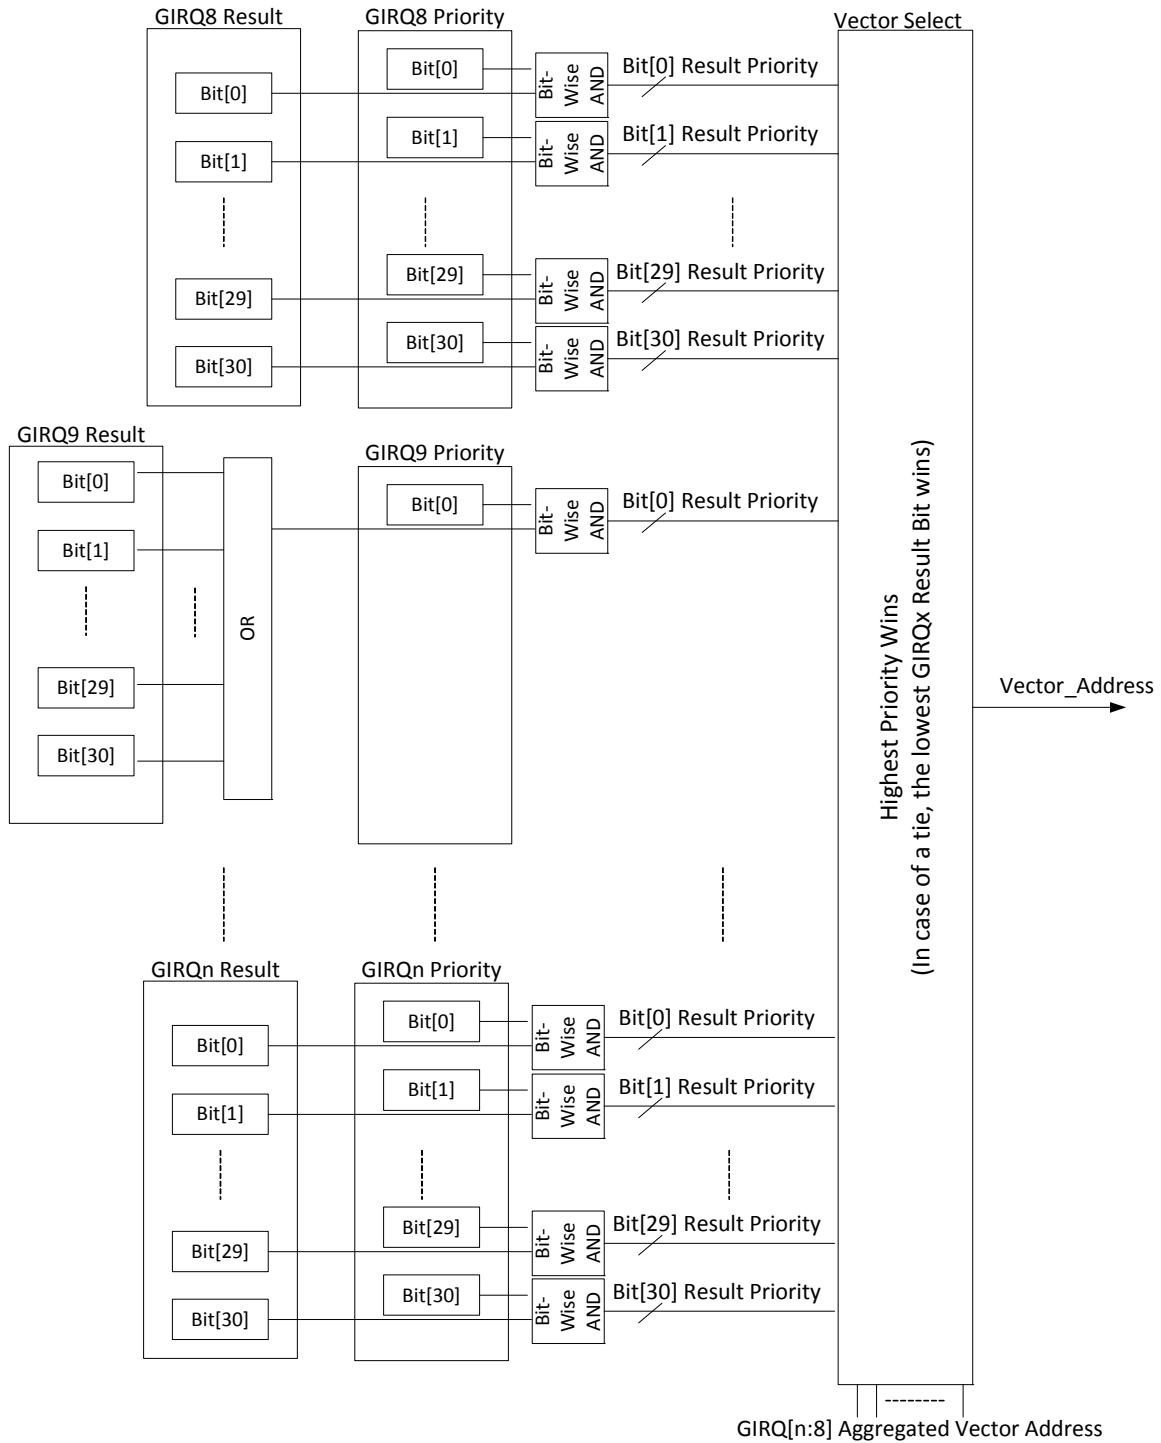 GIRQ8 Result
GIRQ8 Priority
Vector Select
Bit[0]
Bit[0]
Bit-
Wise
AND
Bit[0] Result Priority
Bit[1]
Bit[1]
Bit-
Wise
AND
Bit[1] Result Priority
Bit[29]
Bit[29]
Bit-
Wise
AND
Bit[29] Result Priority
Bit[30]
Bit[30]
Bit-
Wise
AND
Bit[30] Result Priority
GIRQ9 Result
GIRQ9 Priority
Bit[0]
Bit[0]
Bit-
Wise
AND
Bit[0] Result Priority
Bit[1]
OR
Bit[29]
Bit[30]
Highest Priority Wins
(In case of a tie, the lowest GIRQx Result Bit wins)
Vector_Address
GIRQn Result
GIRQn Priority
Bit[0]
Bit[0]
Bit-
Wise
AND
Bit[0] Result Priority
Bit[1]
Bit[1]
Bit-
Wise
AND
Bit[1] Result Priority
Bit[29]
Bit[29]
Bit-
Wise
AND
Bit[29] Result Priority
Bit[30]
Bit[30]
Bit-
Wise
AND
Bit[30] Result Priority
GIRQ[n:8] Aggregated Vector Address